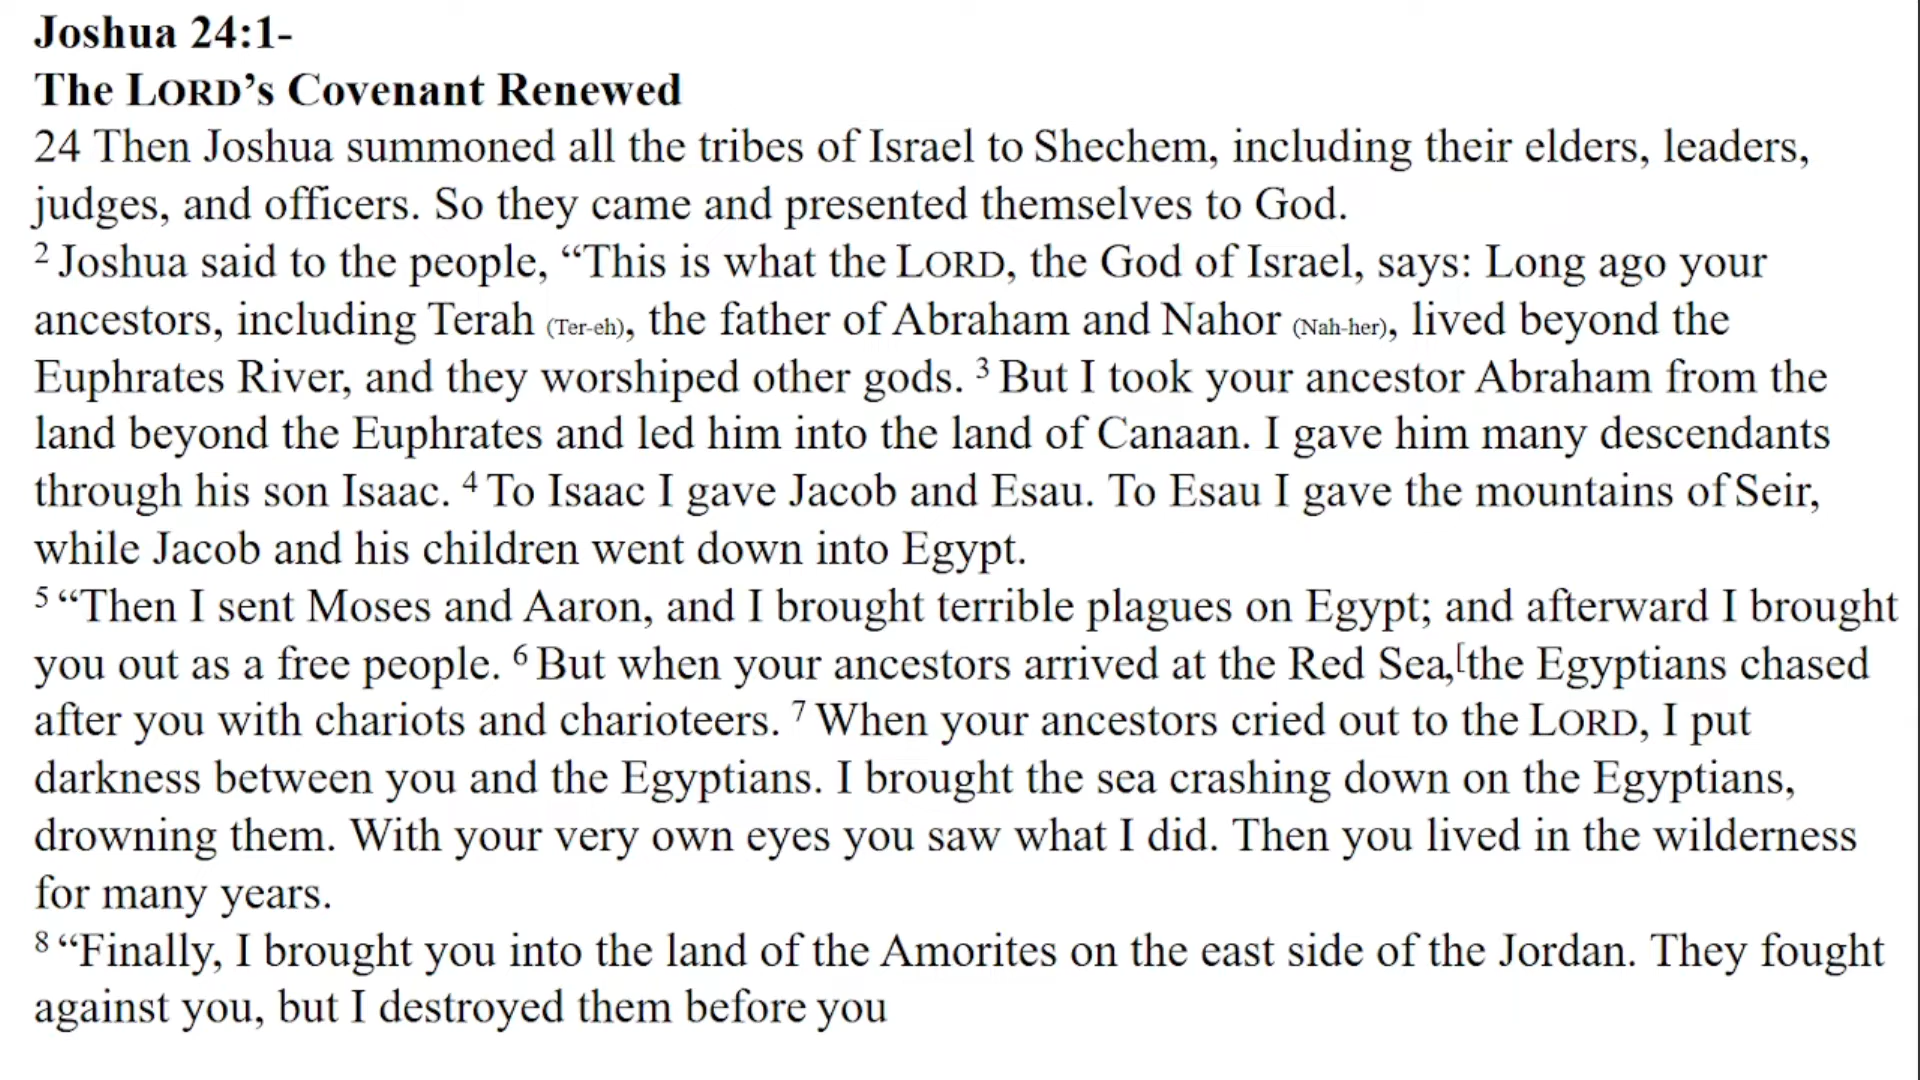 Joshua 24:1-
The LORD’s Covenant Renewed
24 Then Joshua summoned all the tribes of Israel to Shechem, including their elders, leaders,
judges, and officers. So they came and presented themselves to God.
2 Joshua said to the people, “This is what the LORD, the God of Israel, says: Long ago your
ancestors, including Terah (Ter-eh), the father of Abraham and Nahor (Nah-her), lived beyond the
Euphrates River, and they worshiped other gods. 3 But I took your ancestor Abraham from the
land beyond the Euphrates and led him into the land of Canaan. I gave him many descendants
through his son Isaac. 4 To Isaac I gave Jacob and Esau. To Esau I gave the mountains of Seir,
while Jacob and his children went down into Egypt.
5 “Then I sent Moses and Aaron, and I brought terrible plagues on Egypt; and afterward I brought
you out as a free people. 6 But when your ancestors arrived at the Red Sea,[the Egyptians chased
after you with chariots and charioteers. 7 When your ancestors cried out to the LORD, I put
darkness between you and the Egyptians. I brought the sea crashing down on the Egyptians,
drowning them. With your very own eyes you saw what I did. Then you lived in the wilderness
for many years.
8 “Finally, I brought you into the land of the Amorites on the east side of the Jordan. They fought
against you, but I destroyed them before you